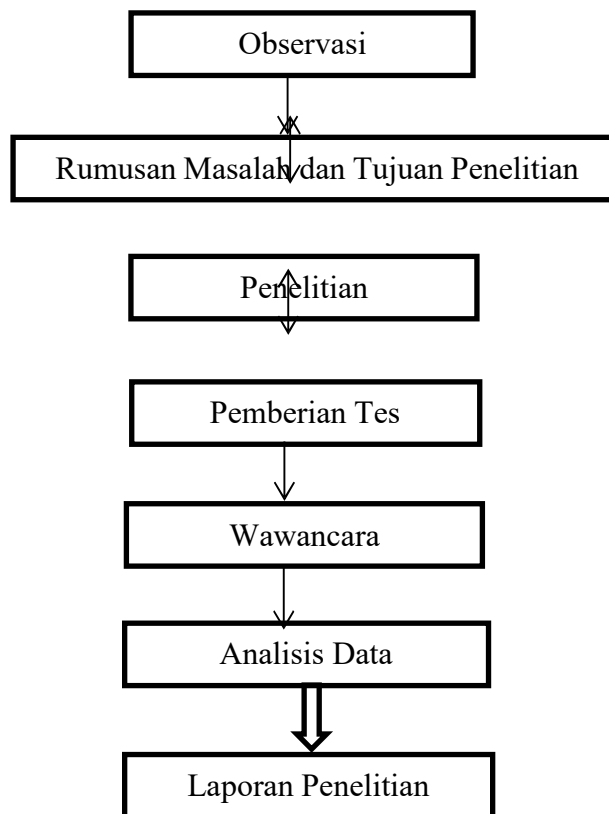 Observasi
Rumusan Masalah dan Tujuan Penelitian
Penelitian
Pemberian Tes
Wawancara
Analisis Data
Laporan Penelitian